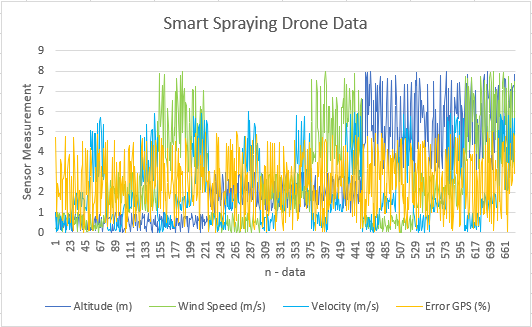 Smart Spraying Drone Data
Sensor Measurement
9
8
7
6
5
4
3
2
1
0
1 23 45 67 89 111 133 155 177 199 221 243 265 287 309 331 353 375 397 419 441 463 485 507 529 551 573 595 617 639 661
n - data
Altitude (m) Wind Speed (m/s) Velocity (m/s) Error GPS (%)